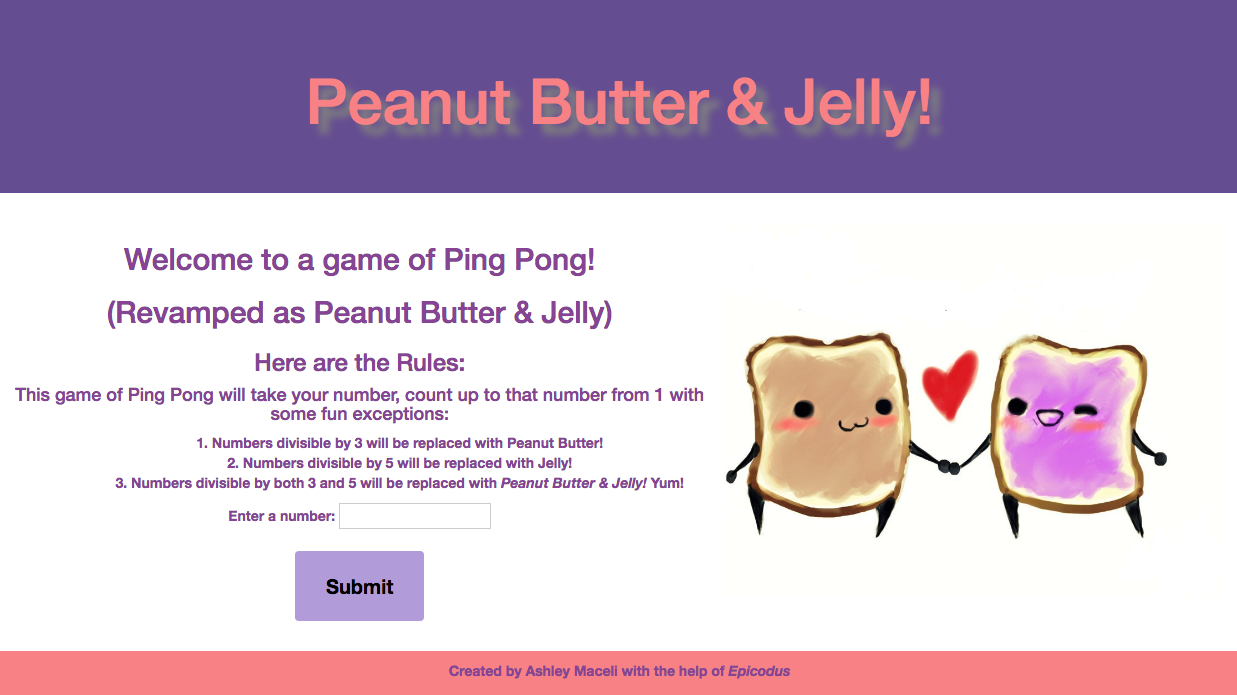 Peanut Butter & Jelly!
Welcome to a game of Ping Pong!
(Revamped as Peanut Butter & Jelly)
Here are the Rules:
This game of Ping Pong will take your number, count up to that number from 1 with
some fun exceptions:
1. Numbers divisible by 3 will be replaced with Peanut Butter!
2. Numbers divisible by 5 will be replaced with Jelly!
3. Numbers divisible by both 3 and 5 will be replaced with Peanut Butter & Jelly! Yum!
Enter a number:
Submit
Created by Ashley Maceli with the help of Epicodus